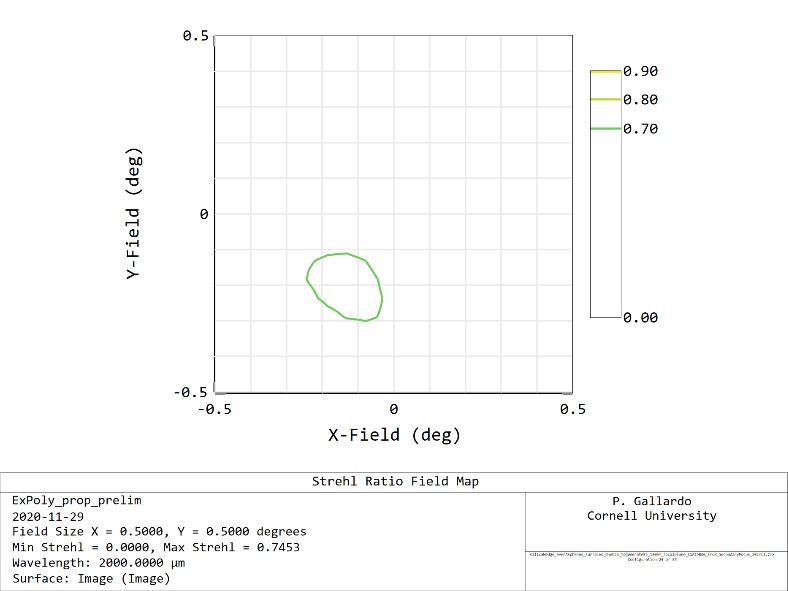 0.5
0.90
0.80
0.70
Y-Field (deg)
0
0.00
-0.5
-0.5
0
0.5
X-Field (deg)
Strehl Ratio Field Map
ExPoly_prop_prelim
2020-11-29
Field Size X = 0.5000, Y = 0.5000 degrees
Min Strehl = 0.0000, Max Strehl = 0.7453
Wavelength: 2000.0000 µm
Surface: Image (Image)
P. Gallardo
Cornell University